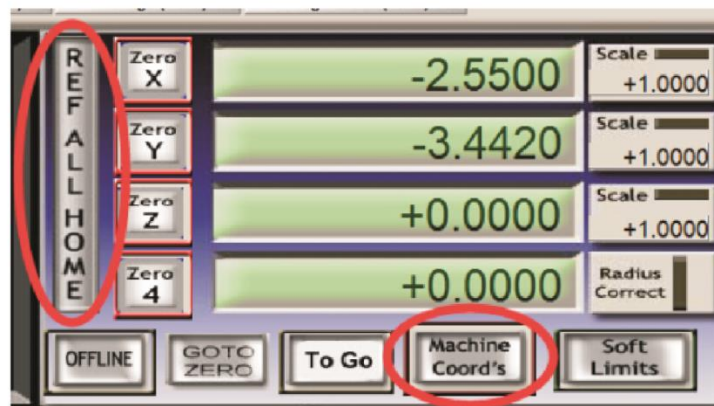 REF ALL HOME
Zero X
-2.5500
Scale
+1.0000
Zero Y
-3.4420
Scale
+1.0000
Zero Z
+0.0000
Scale
+1.0000
Zero 4
+0.0000
Radius
Correct
OFFLINE
GOTO
ZERO
To Go
Machine
Coord's
Soft
Limits